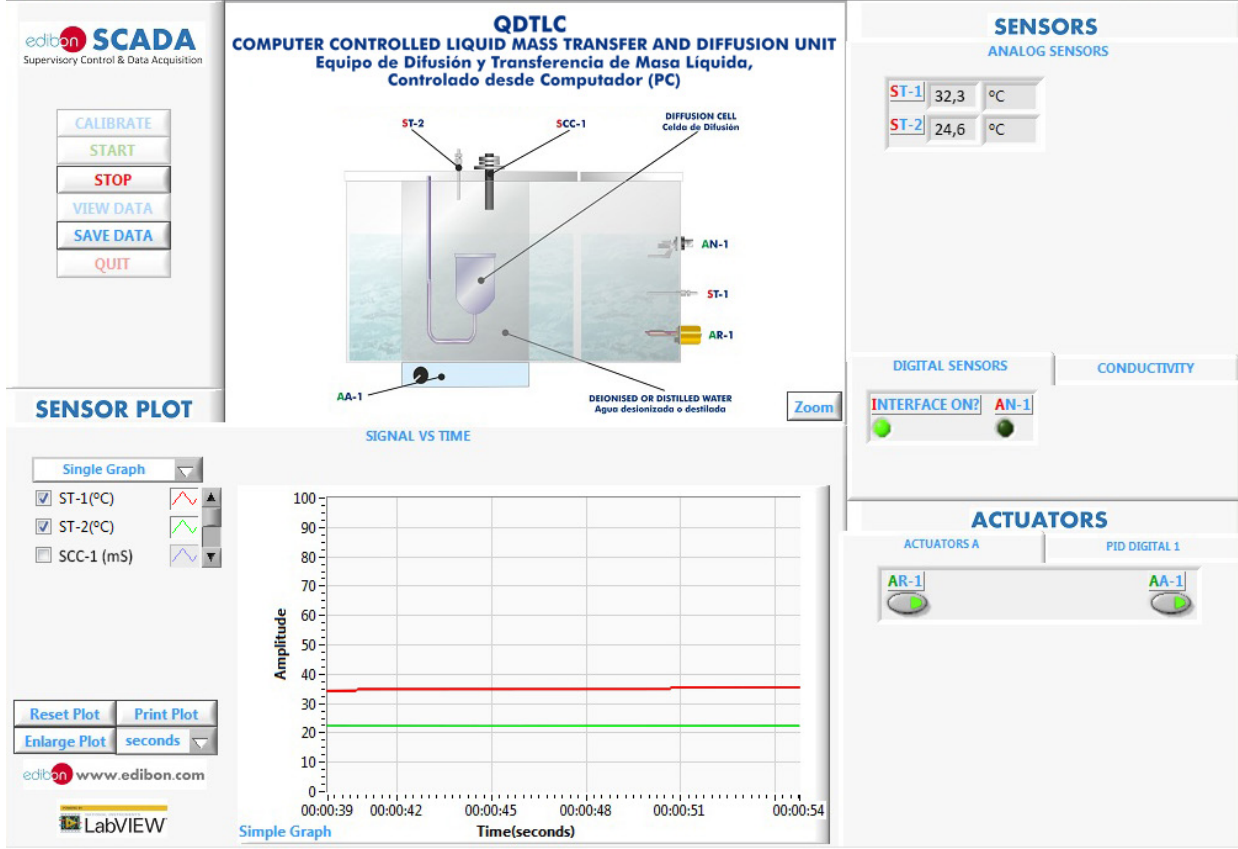 edibon SCADA
Supervisory Control & Data Acquisition
CALIBRATE
START
STOP
VIEW DATA
SAVE DATA
QUIT
QDTLC
COMPUTER CONTROLLED LIQUID MASS TRANSFER AND DIFFUSION UNIT
Equipo de Difusión y Transferencia de Masa Líquida,
Controlado desde Computador (PC)
ST-2
SCC-1
DIFFUSION CELL
Celda de Difusión
AN-1
ST-1
AR-1
AA-1
DEIONISED OR DISTILLED WATER
Agua desionizada o destilada
Zoom
SENSORS
ANALOG SENSORS
ST-1 32,3 ºC
ST-2 24,6 ºC
DIGITAL SENSORS
CONDUCTIVITY
INTERFACE ON? AN-1
ACTUATORS
ACTUATORS A
PID DIGITAL 1
AR-1
AA-1
SENSOR PLOT
Single Graph
ST-1(ºC)
ST-2(ºC)
SCC-1 (mS)
Reset Plot
Print Plot
Enlarge Plot
seconds
edibon www.edibon.com
LabVIEW
SIGNAL VS TIME
Amplitude
100
90
80
70
60
50
40
30
20
10
0
00:00:39 00:00:42 00:00:45 00:00:48 00:00:51 00:00:54
Simple Graph
Time(seconds)